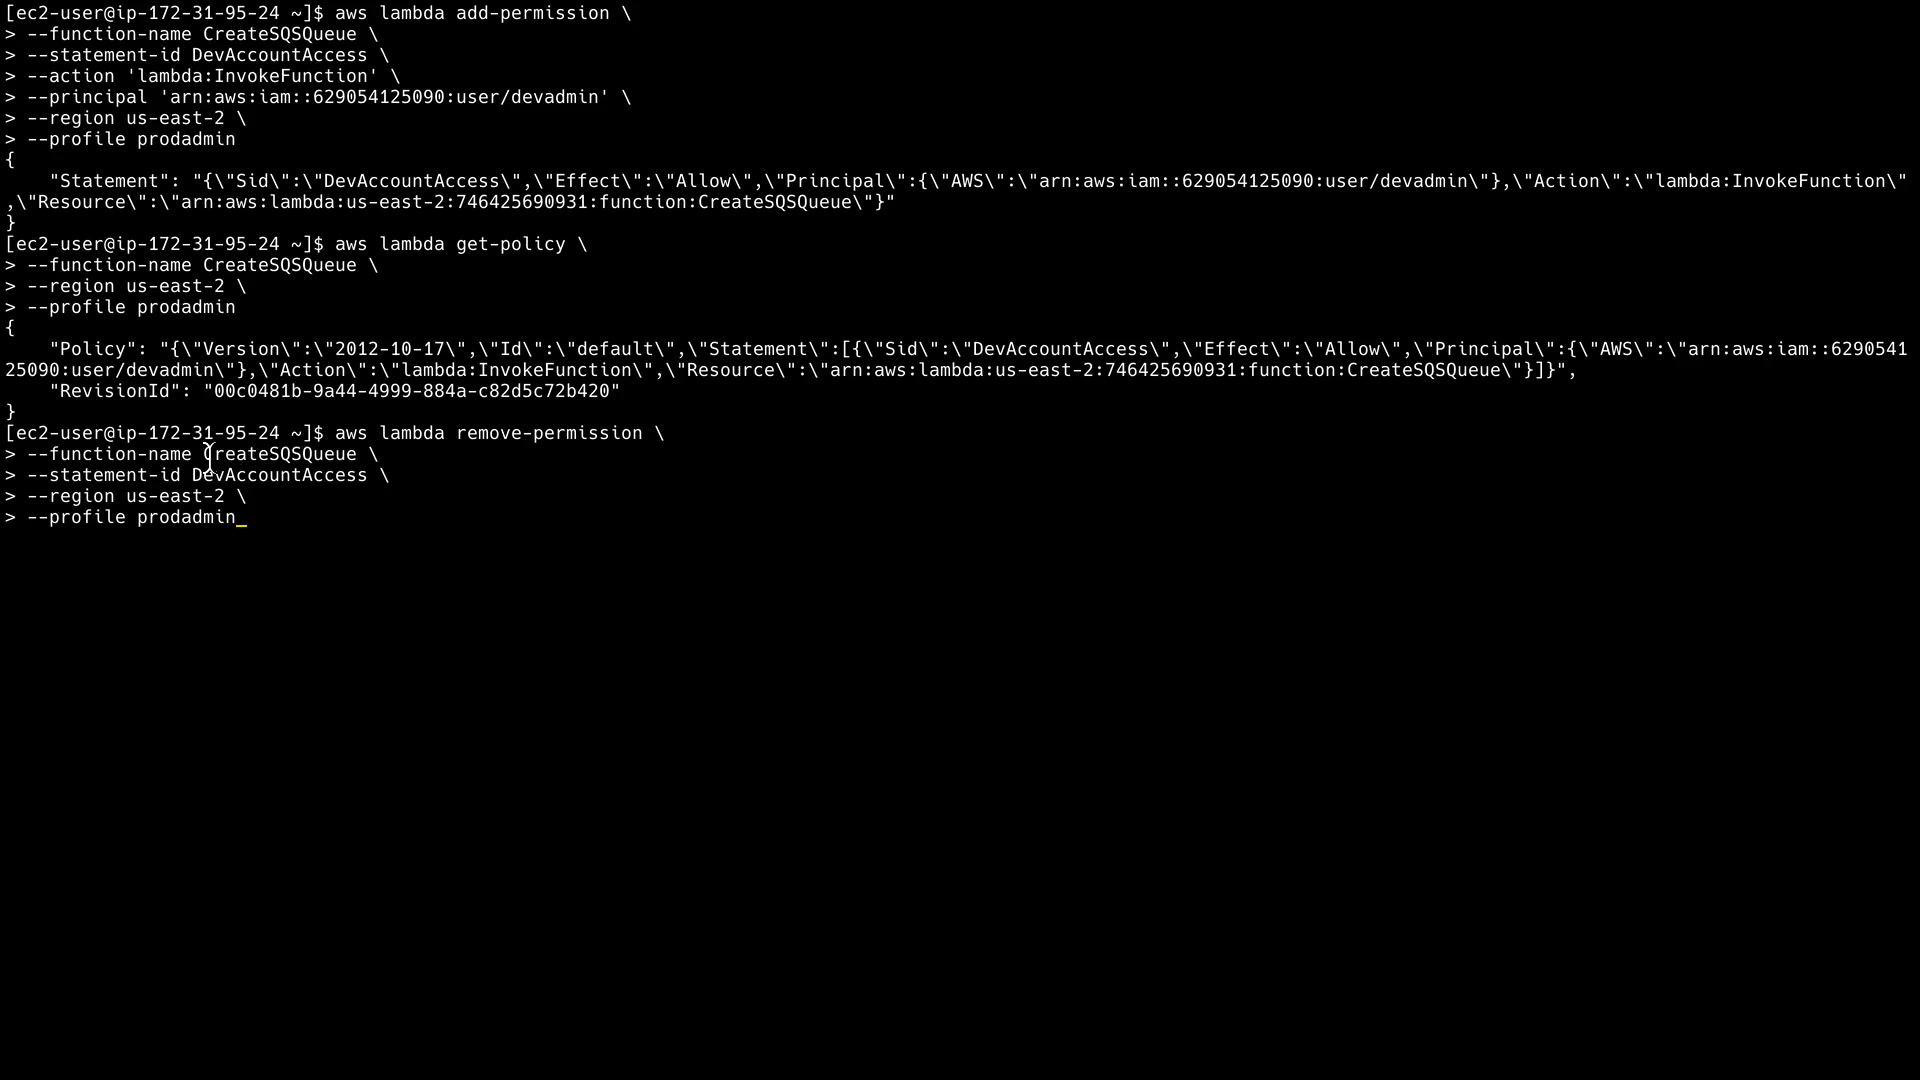 [ec2-user@ip-172-31-95-24 ~]$ aws lambda add-permission \
> --function-name CreateSQSQueue \
> --statement-id DevAccountAccess \
> --action 'lambda:InvokeFunction' \
> --principal 'arn:aws:iam::629054125090:user/devadmin' \
> --region us-east-2 \
> --profile prodadmin
{
    "Statement": "{\"Sid\":\"DevAccountAccess\",\"Effect\":\"Allow\",\"Principal\":{\"AWS\":\"arn:aws:iam::629054125090:user/devadmin\"},\"Action\":\"lambda:InvokeFunction\"
,\"Resource\":\"arn:aws:lambda:us-east-2:746425690931:function:CreateSQSQueue\"}"
}
[ec2-user@ip-172-31-95-24 ~]$ aws lambda get-policy \
> --function-name CreateSQSQueue \
> --region us-east-2 \
> --profile prodadmin
{
    "Policy": "{\"Version\":\"2012-10-17\",\"Id\":\"default\",\"Statement\":[{\"Sid\":\"DevAccountAccess\",\"Effect\":\"Allow\",\"Principal\":{\"AWS\":\"arn:aws:iam::6290541
25090:user/devadmin\"},\"Action\":\"lambda:InvokeFunction\",\"Resource\":\"arn:aws:lambda:us-east-2:746425690931:function:CreateSQSQueue\"}]}",
    "RevisionId": "00c0481b-9a44-4999-884a-c82d5c72b420"
}
[ec2-user@ip-172-31-95-24 ~]$ aws lambda remove-permission \
> --function-name CreateSQSQueue \
> --statement-id DevAccountAccess \
> --region us-east-2 \
> --profile prodadmin_